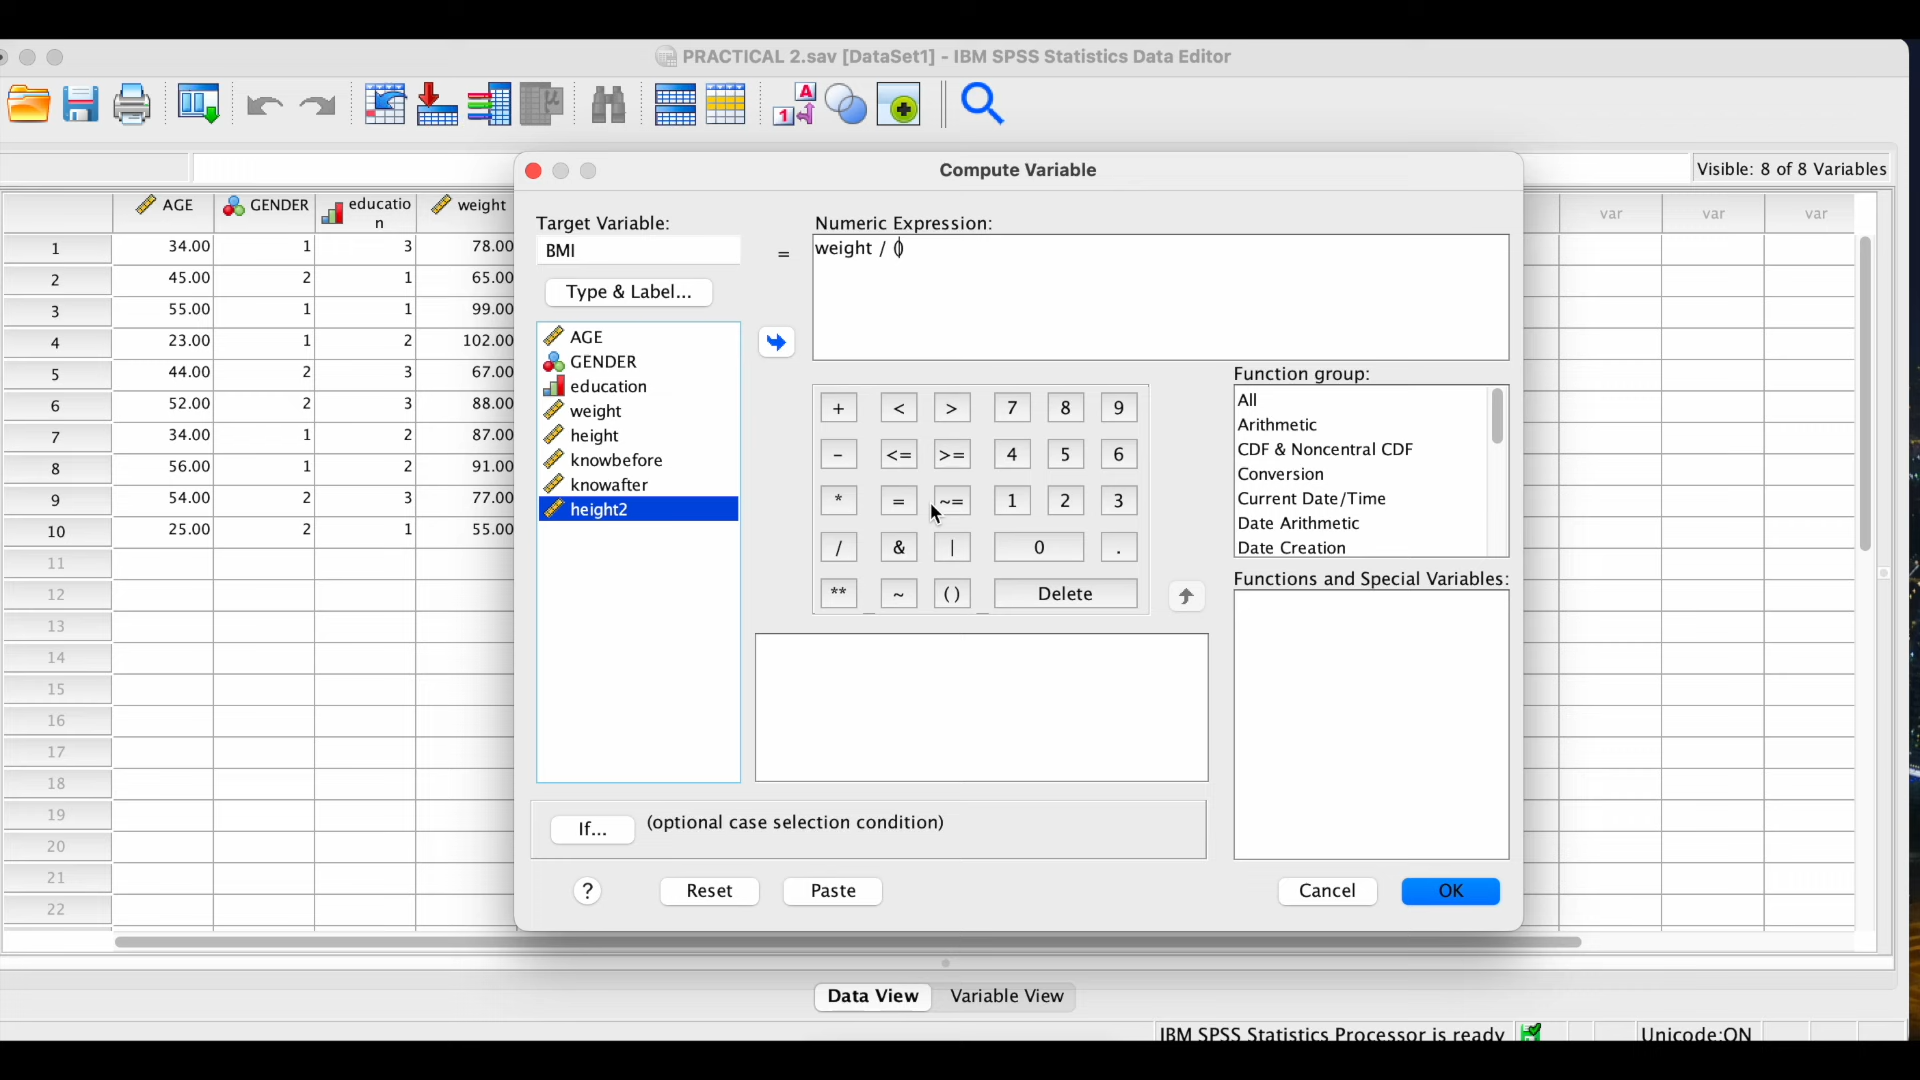 PRACTICAL 2.sav [DataSet1] - IBM SPSS Statistics Data Editor
Visible: 8 of 8 Variables
AGE GENDER educatio
n weight var var var
1 34.00 1 3 78.00
2 45.00 2 1 65.00
3 55.00 1 1 99.00
4 23.00 1 2 102.00
5 44.00 2 3 67.00
6 52.00 2 3 88.00
7 34.00 1 2 87.00
8 56.00 1 2 91.00
9 54.00 2 3 77.00
10 25.00 2 1 55.00
11
12
13
14
15
16
17
18
19
20
21
22
Compute Variable
Target Variable:
BMI
=
Numeric Expression:
weight / ()
Type & Label...
AGE
GENDER
education
weight
height
knowbefore
knowafter
height2
+ < > 7 8 9
- <= >= 4 5 6
* = ~= 1 2 3
/ & | 0 .
** ~ () Delete
Function group:
All
Arithmetic
CDF & Noncentral CDF
Conversion
Current Date/Time
Date Arithmetic
Date Creation
Functions and Special Variables:
If... (optional case selection condition)
? Reset Paste Cancel OK
Data View Variable View
IBM SPSS Statistics Processor is ready Unicode:ON